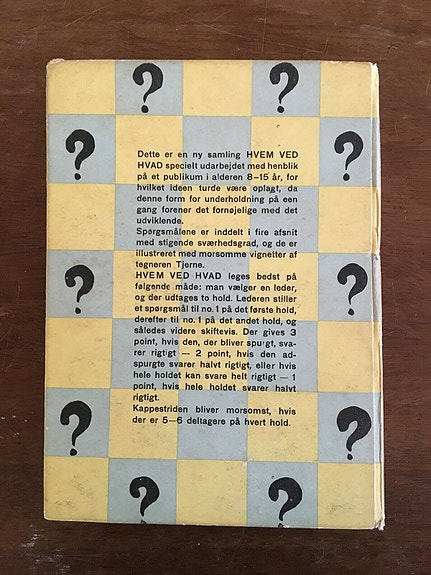 ?
?
?
?
Dette er en ny samling HVEM VED
HVAD specielt udarbejdet med henblik
på et publikum i alderen 8—15 år, for
hvilket ideen turde være oplagt, da
denne form for underholdning på een
gang forener det fornøjelige med det
udviklende.
Spørgsmålene er inddelt i fire afsnit
med stigende sværhedsgrad, og de er
illustreret med morsomme vignetter af
tegneren Tjerne.
HVEM VED HVAD leges bedst på
følgende måde: man vælger en leder,
og der udtages to hold. Lederen stiller
et spørgsmål til no. 1 på det første hold,
derefter til no. 1 på det andet hold, og
således videre skiftevis. Der gives 3
point, hvis den, der bliver spurgt, sva-
rer rigtigt — 2 point, hvis den ad-
spurgte svarer halvt rigtigt, eller hvis
hele holdet kan svare helt rigtigt — 1
point, hvis hele holdet svarer halvt
rigtigt.
Kappestriden bliver morsomst, hvis
der er 5—6 deltagere på hvert hold.
?
?
?
?
?
?